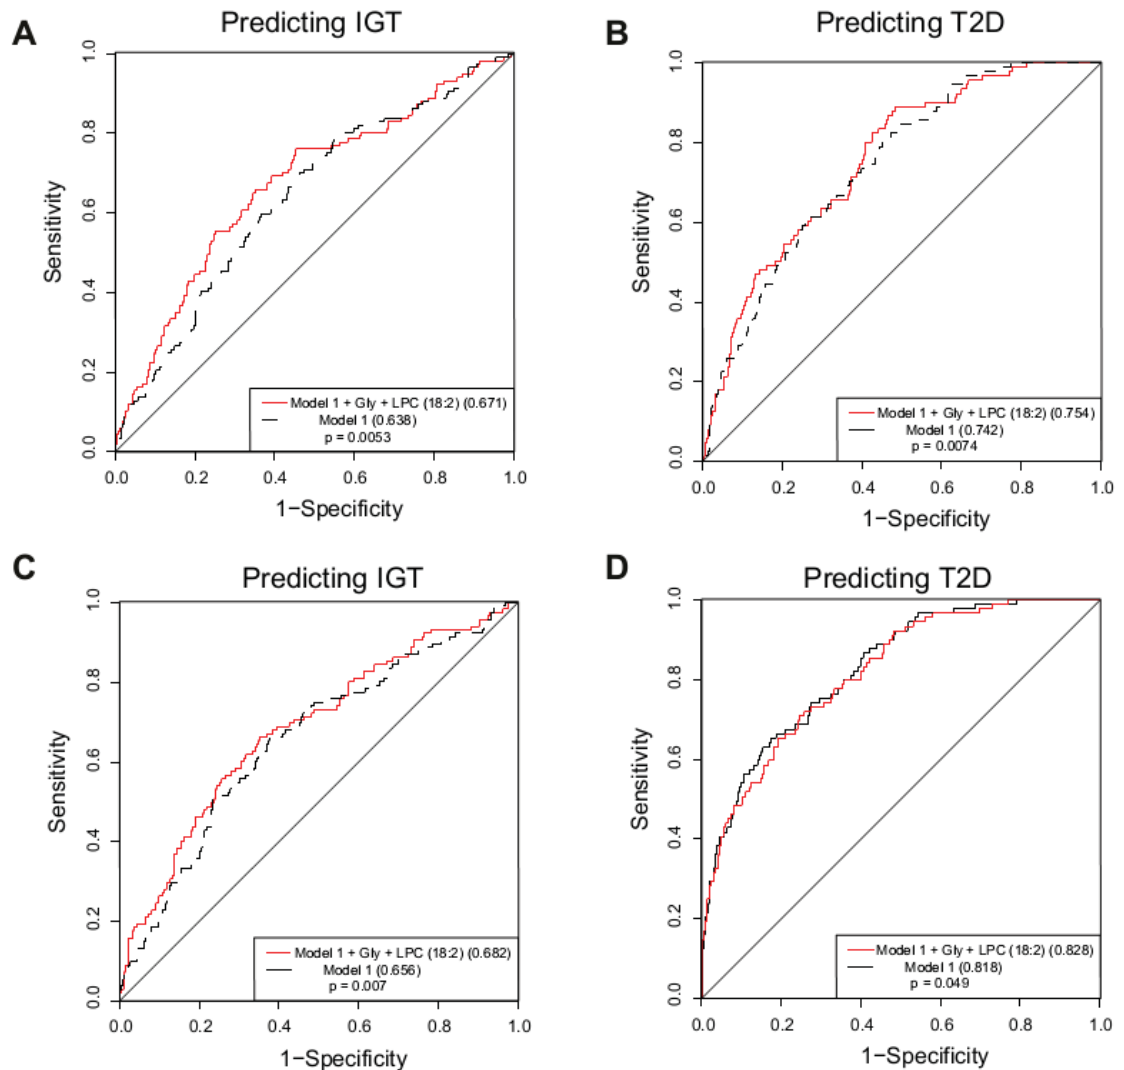 A
Predicting IGT
Sensitivity
1.0
0.8
0.6
0.4
0.2
0.0
Model 1 + Gly + LPC (18:2) (0.671)
Model 1 (0.638)
p = 0.0053
0.0 0.2 0.4 0.6 0.8 1.0
1−Specificity
B
Predicting T2D
Sensitivity
1.0
0.8
0.6
0.4
0.2
0.0
Model 1 + Gly + LPC (18:2) (0.754)
Model 1 (0.742)
p = 0.0074
0.0 0.2 0.4 0.6 0.8 1.0
1−Specificity
C
Predicting IGT
Sensitivity
1.0
0.8
0.6
0.4
0.2
0.0
Model 1 + Gly + LPC (18:2) (0.682)
Model 1 (0.656)
p = 0.007
0.0 0.2 0.4 0.6 0.8 1.0
1−Specificity
D
Predicting T2D
Sensitivity
1.0
0.8
0.6
0.4
0.2
0.0
Model 1 + Gly + LPC (18:2) (0.828)
Model 1 (0.818)
p = 0.049
0.0 0.2 0.4 0.6 0.8 1.0
1−Specificity